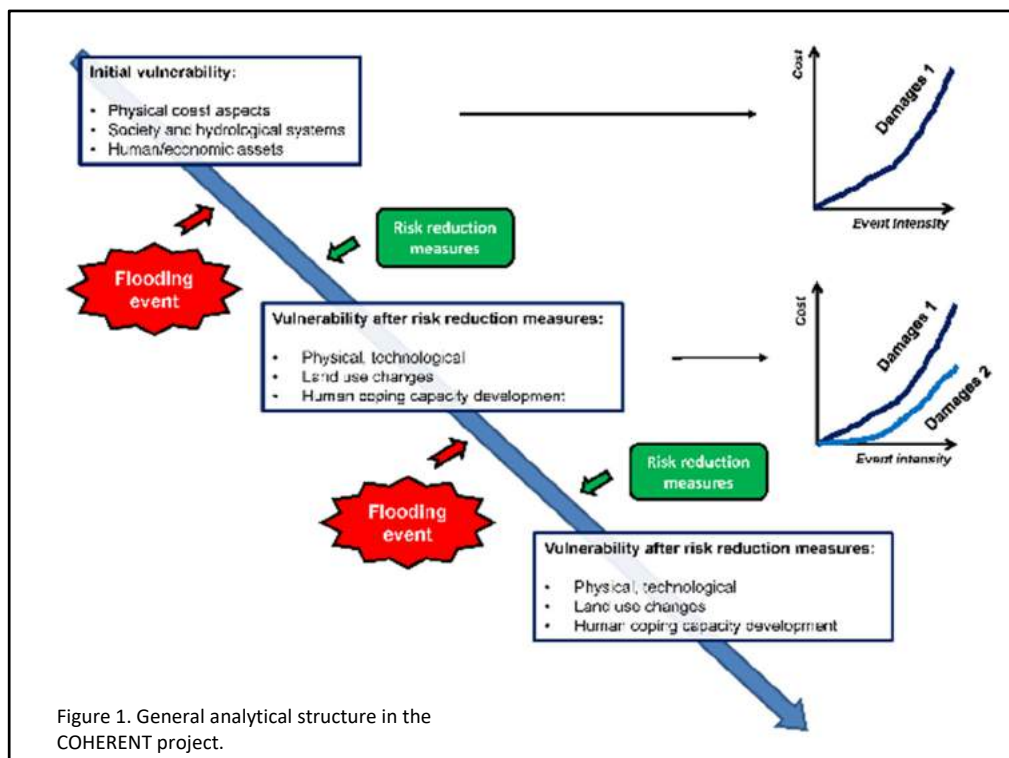 Initial vulnerability:
• Physical coast aspects
• Society and hydrological systems
• Human/economic assets
Cost
Damages 1
Event intensity
Flooding
event
Risk reduction
measures
Vulnerability after risk reduction measures:
• Physical, technological
• Land use changes
• Human coping capacity development
Cost
Damages 1
Damages 2
Event intensity
Flooding
event
Risk reduction
measures
Vulnerability after risk reduction measures:
• Physical, technological
• Land use changes
• Human coping capacity development
Figure 1. General analytical structure in the
COHERENT project.